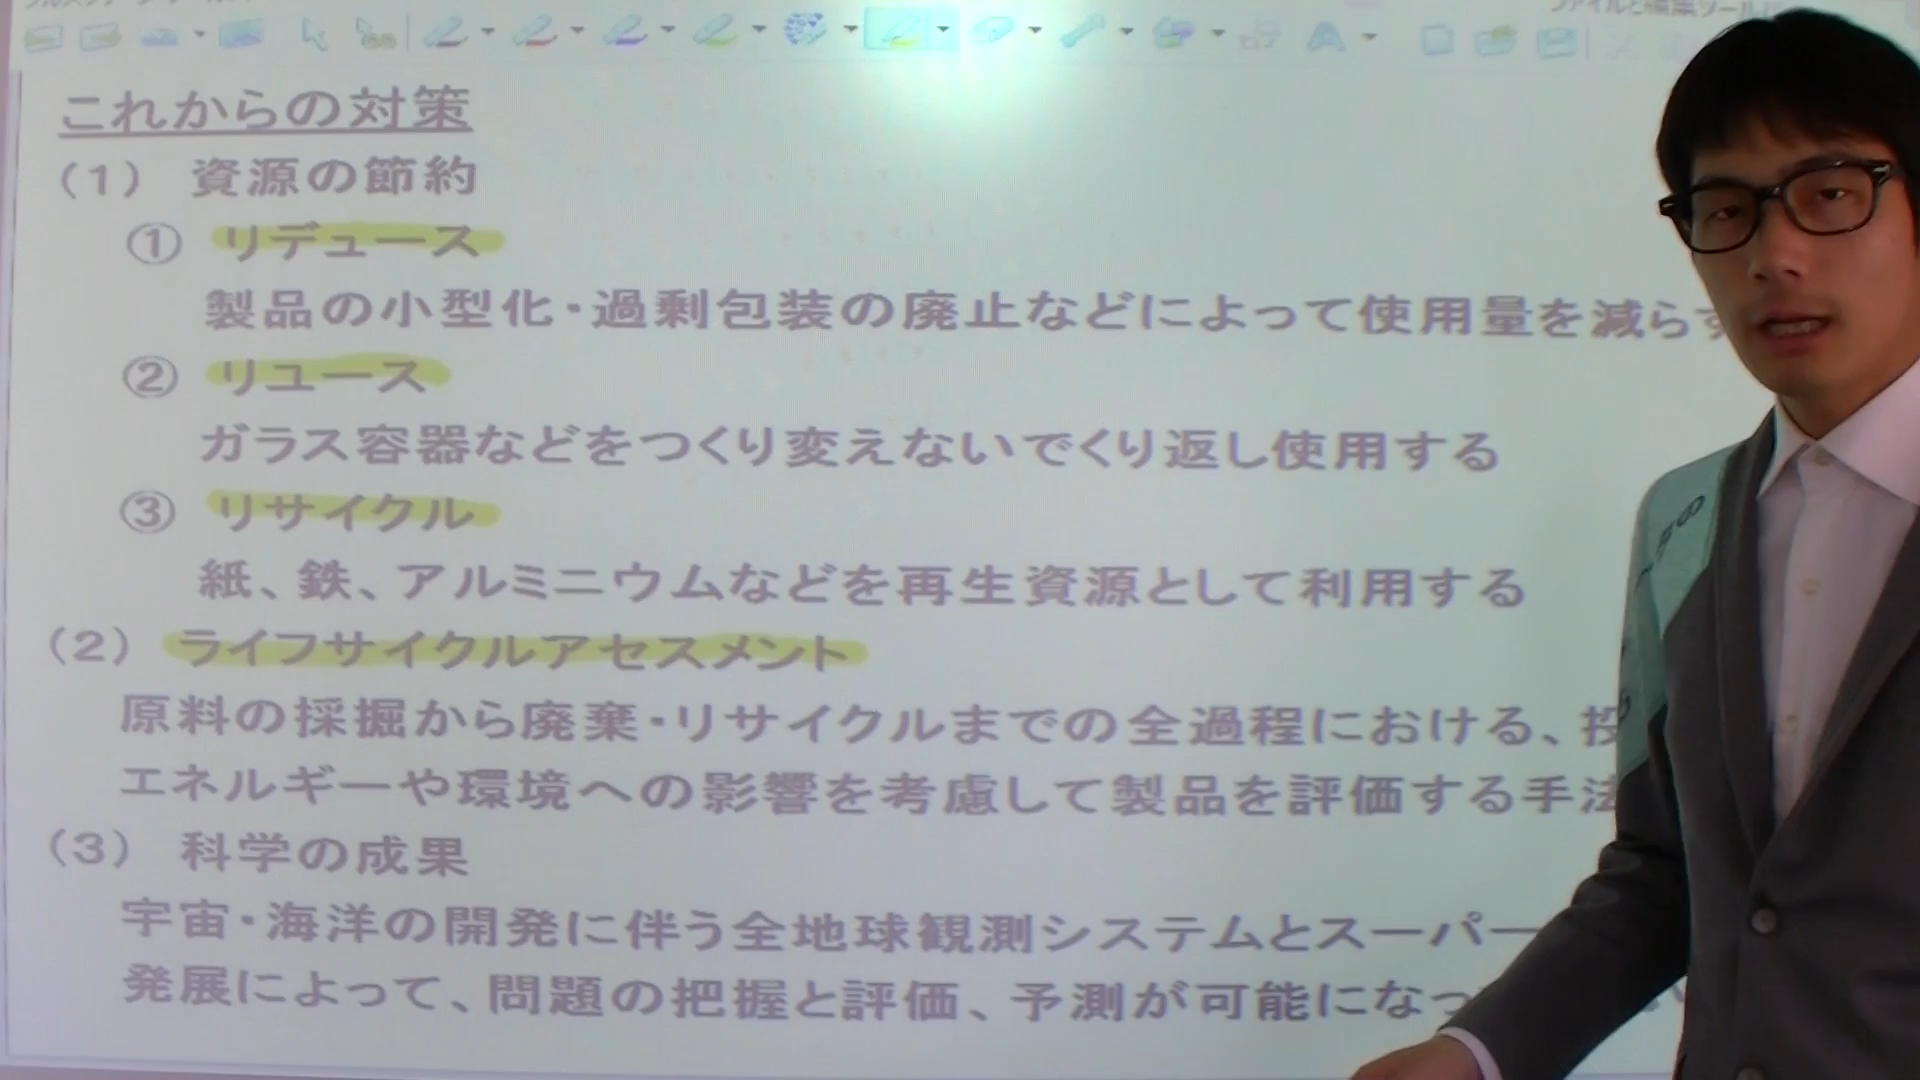 これからの対策
(1) 資源の節約
① リデュース
製品の小型化・過剰包装の廃止などによって使用量を減らす
② リユース
ガラス容器などをつくり変えないでくり返し使用する
③ リサイクル
紙、鉄、アルミニウムなどを再生資源として利用する
(2) ライフサイクルアセスメント
原料の採掘から廃棄・リサイクルまでの全過程における、投
エネルギーや環境への影響を考慮して製品を評価する手法
(3) 科学の成果
宇宙・海洋の開発に伴う全地球観測システムとスーパー
発展によって、問題の把握と評価、予測が可能になっ